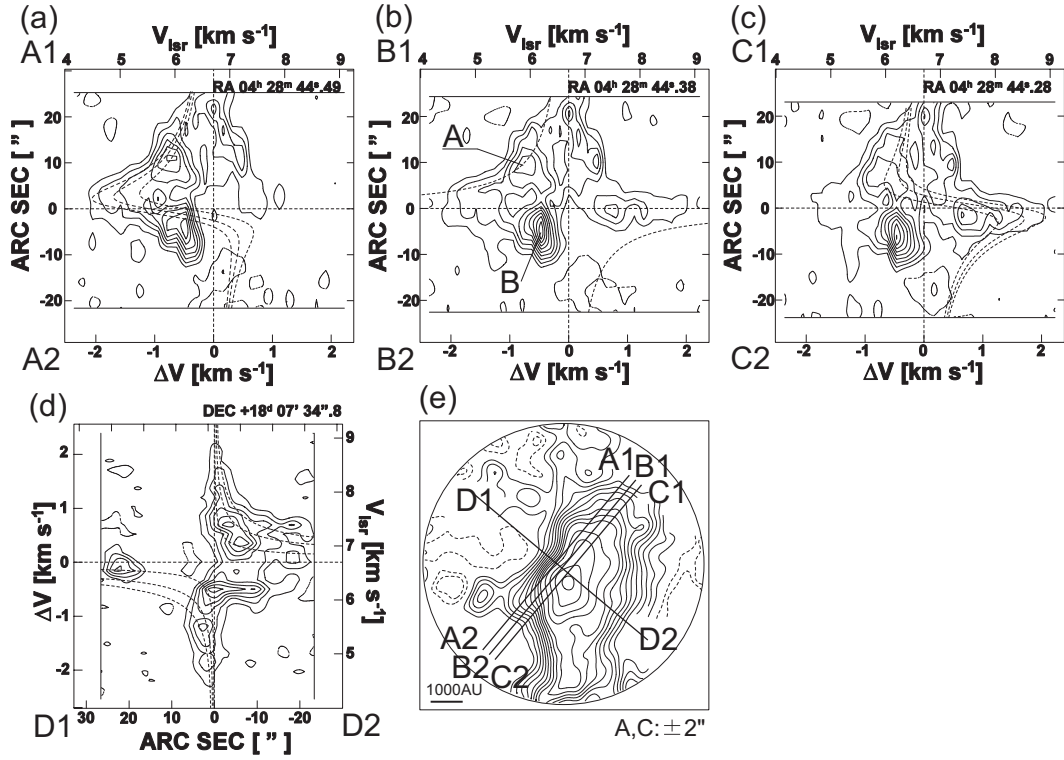 (a) (b) (c)
A1 V_lsr [km s⁻¹] B1 V_lsr [km s⁻¹] C1 V_lsr [km s⁻¹]
4 5 6 7 8 9 4 5 6 7 8 9 4 5 6 7 8 9
RA 04ʰ 28ᵐ 44ˢ.49 RA 04ʰ 28ᵐ 44ˢ.38 RA 04ʰ 28ᵐ 44ˢ.28
ARC SEC [ ” ] ARC SEC [ ” ] ARC SEC [ ” ]
20 20 20
10 10 10
0 0 0
-10 -10 -10
-20 -20 -20
A
B
-2 -1 0 1 2 -2 -1 0 1 2 -2 -1 0 1 2
A2 ΔV [km s⁻¹] B2 ΔV [km s⁻¹] C2 ΔV [km s⁻¹]
(d) (e)
DEC +18ᵈ 07’ 34”.8
ΔV [km s⁻¹]
2
1
0
-1
-2
V_lsr [km s⁻¹]
9
8
7
6
5
D1 30 20 10 0 -10 -20 D2
ARC SEC [ ” ]
A1
B1
C1
D1
D2
A2
B2
C2
1000AU
A,C: ±2"